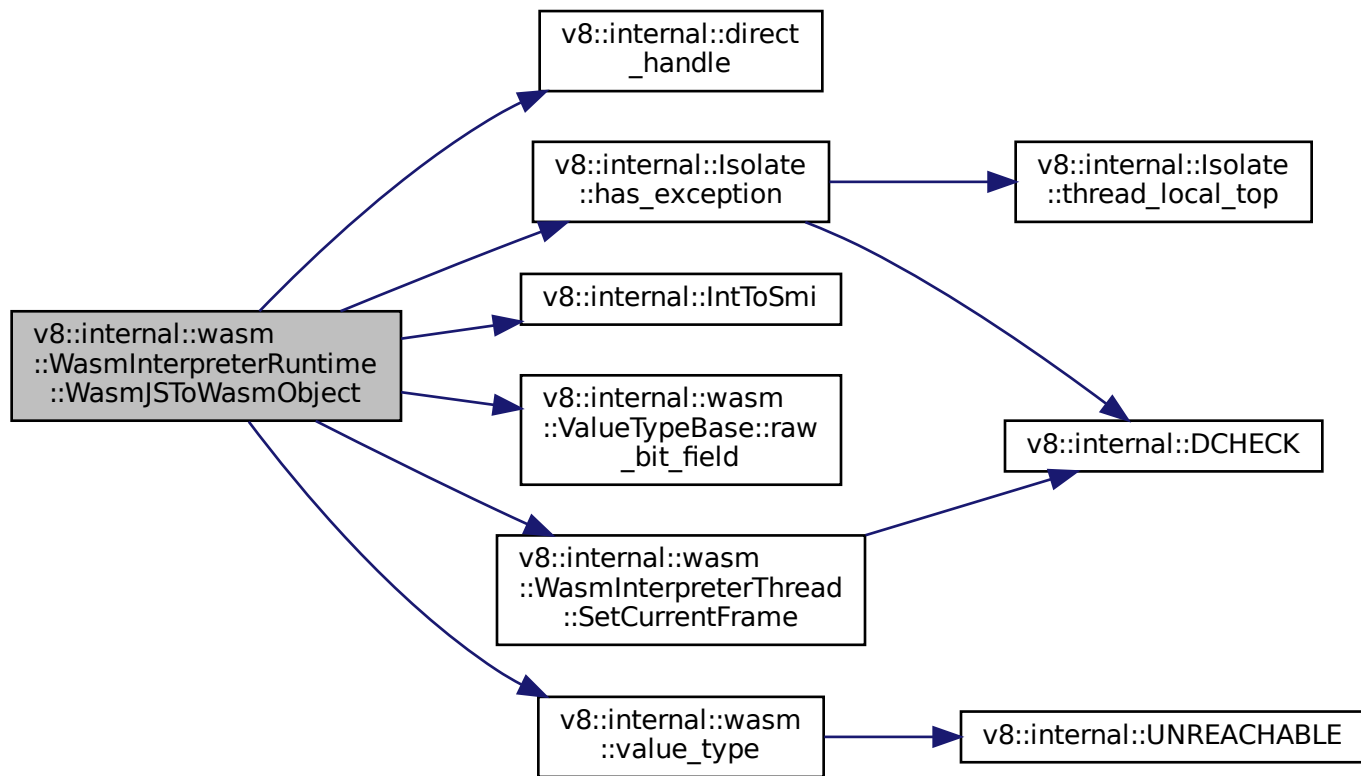 v8::internal::direct
_handle
v8::internal::Isolate
::has_exception
v8::internal::Isolate
::thread_local_top
v8::internal::IntToSmi
v8::internal::wasm
::WasmInterpreterRuntime
::WasmJSToWasmObject
v8::internal::wasm
::ValueTypeBase::raw
_bit_field
v8::internal::DCHECK
v8::internal::wasm
::WasmInterpreterThread
::SetCurrentFrame
v8::internal::wasm
::value_type
v8::internal::UNREACHABLE